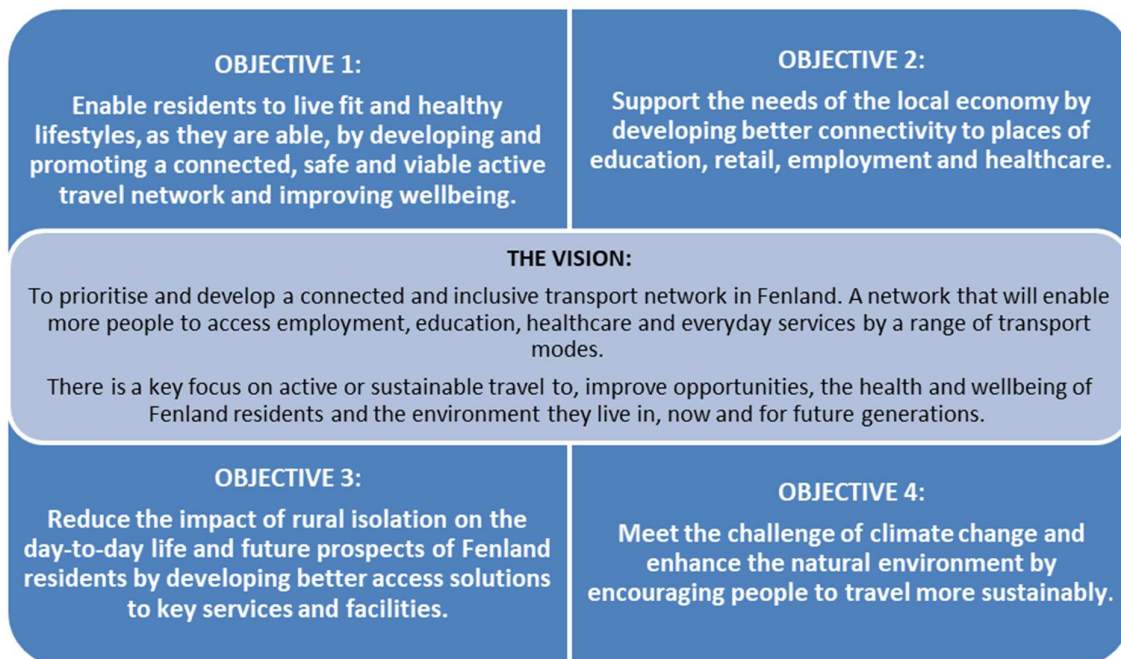 OBJECTIVE 1:
Enable residents to live fit and healthy
lifestyles, as they are able, by developing and
promoting a connected, safe and viable active
travel network and improving wellbeing.
OBJECTIVE 2:
Support the needs of the local economy by
developing better connectivity to places of
education, retail, employment and healthcare.
THE VISION:
To prioritise and develop a connected and inclusive transport network in Fenland. A network that will enable
more people to access employment, education, healthcare and everyday services by a range of transport
modes.
There is a key focus on active or sustainable travel to, improve opportunities, the health and wellbeing of
Fenland residents and the environment they live in, now and for future generations.
OBJECTIVE 3:
Reduce the impact of rural isolation on the
day-to-day life and future prospects of Fenland
residents by developing better access solutions
to key services and facilities.
OBJECTIVE 4:
Meet the challenge of climate change and
enhance the natural environment by
encouraging people to travel more sustainably.